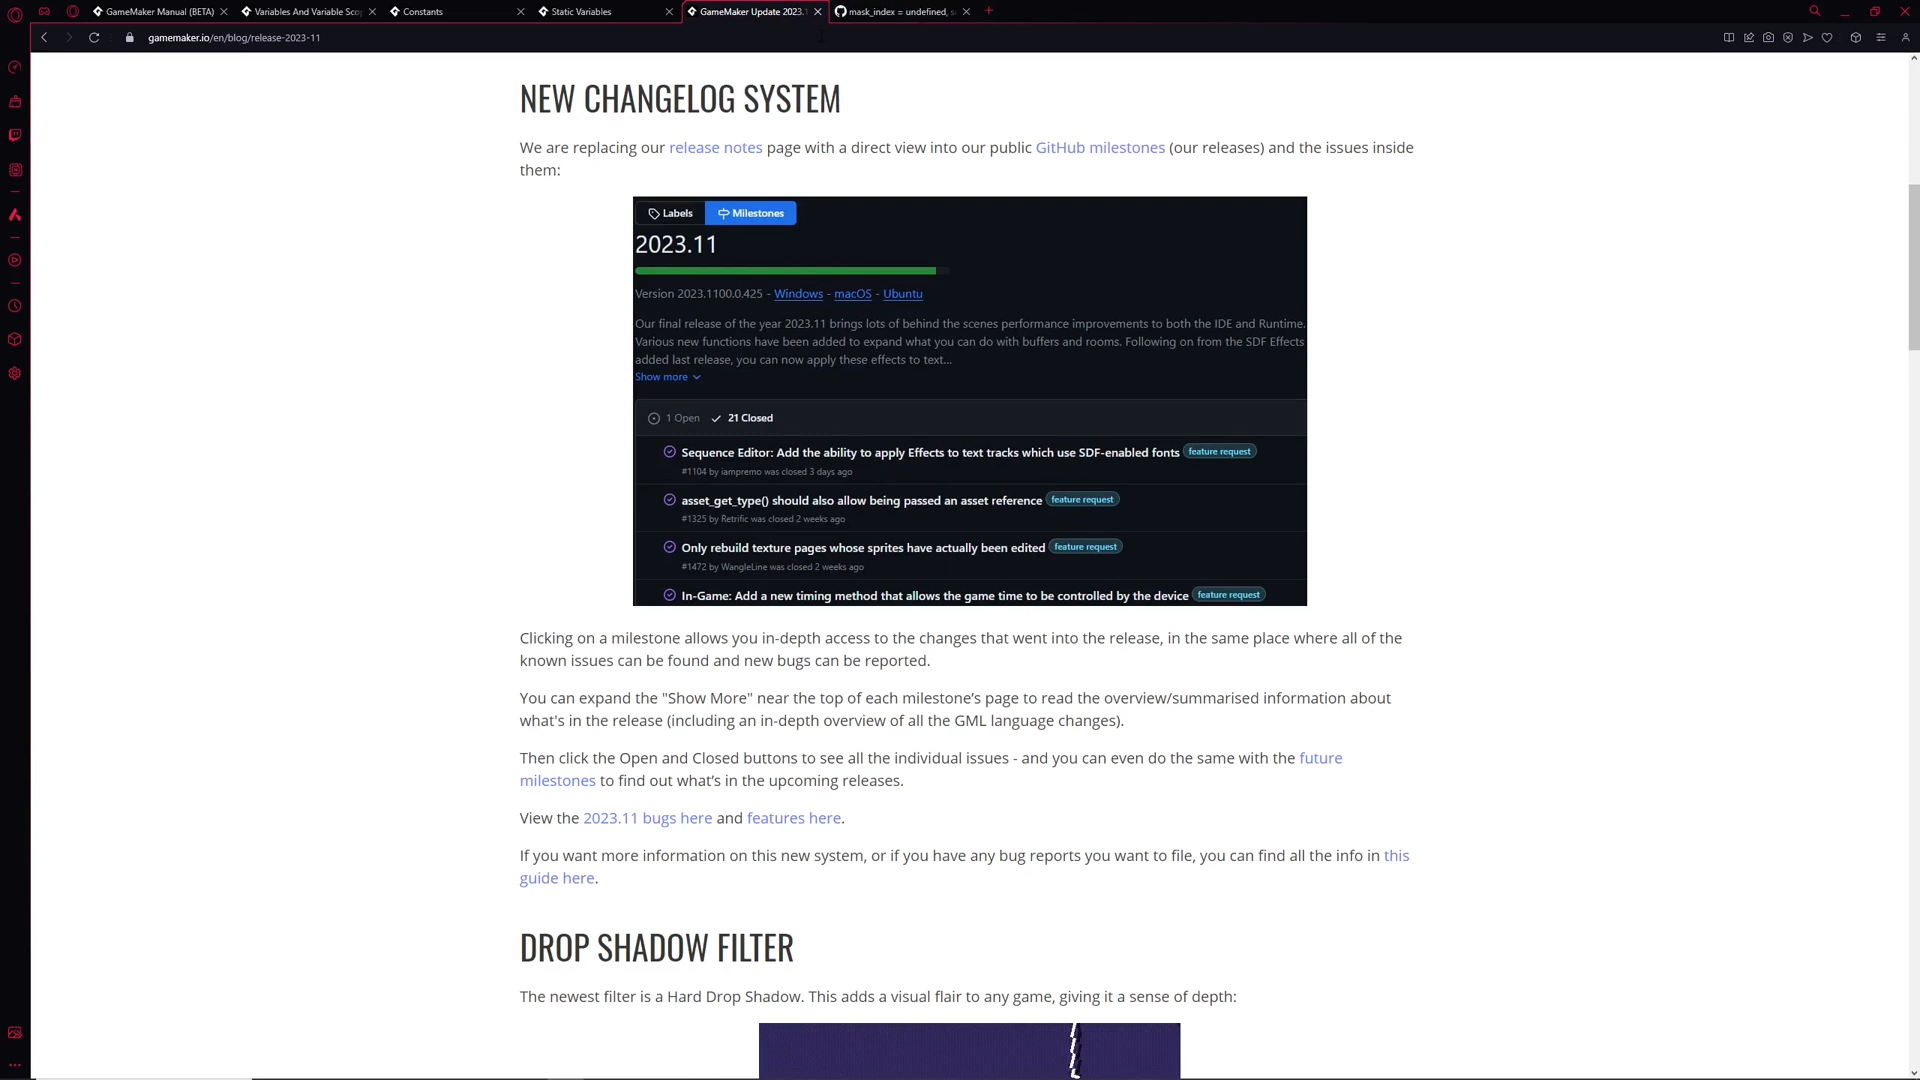 GameMaker Manual (BETA)
Variables And Variable Sco
Constants
Static Variables
GameMaker Update 2023.1
mask_index = undefined, s
gamemaker.io/en/blog/release-2023-11
NEW CHANGELOG SYSTEM
We are replacing our release notes page with a direct view into our public GitHub milestones (our releases) and the issues inside
them:
Labels
Milestones
2023.11
Version 2023.1100.0.425 - Windows - macOS - Ubuntu
Our final release of the year 2023.11 brings lots of behind the scenes performance improvements to both the IDE and Runtime.
Various new functions have been added to expand what you can do with buffers and rooms. Following on from the SDF Effects
added last release, you can now apply these effects to text...
Show more
1 Open 21 Closed
Sequence Editor: Add the ability to apply Effects to text tracks which use SDF-enabled fonts feature request
#1104 by iampremo was closed 3 days ago
asset_get_type() should also allow being passed an asset reference feature request
#1325 by Retrific was closed 2 weeks ago
Only rebuild texture pages whose sprites have actually been edited feature request
#1472 by WangleLine was closed 2 weeks ago
In-Game: Add a new timing method that allows the game time to be controlled by the device feature request
Clicking on a milestone allows you in-depth access to the changes that went into the release, in the same place where all of the
known issues can be found and new bugs can be reported.
You can expand the "Show More" near the top of each milestone’s page to read the overview/summarised information about
what's in the release (including an in-depth overview of all the GML language changes).
Then click the Open and Closed buttons to see all the individual issues - and you can even do the same with the future
milestones to find out what’s in the upcoming releases.
View the 2023.11 bugs here and features here.
If you want more information on this new system, or if you have any bug reports you want to file, you can find all the info in this
guide here.
DROP SHADOW FILTER
The newest filter is a Hard Drop Shadow. This adds a visual flair to any game, giving it a sense of depth: